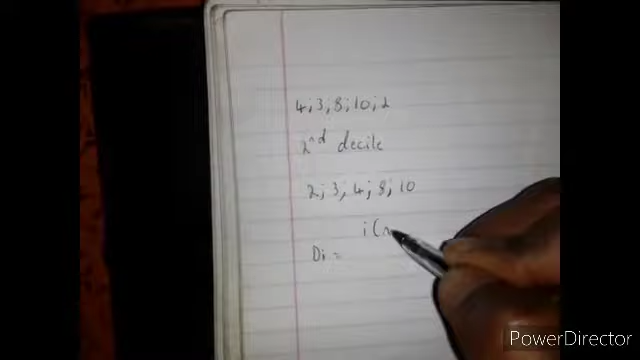 4;3;8;10;2
2nd decile
2;3;4;8;10
i(n
Di =
PowerDirector